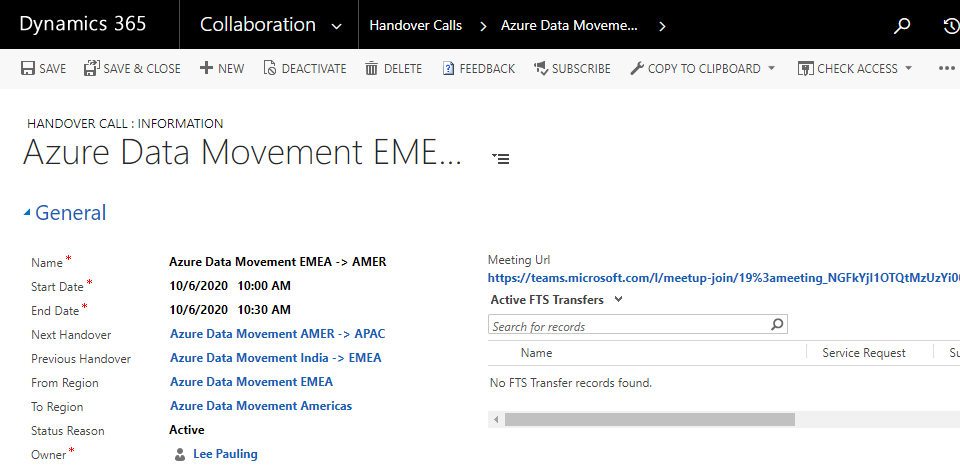 Dynamics 365 Collaboration Handover Calls Azure Data Moveme...
SAVE SAVE & CLOSE NEW DEACTIVATE DELETE FEEDBACK SUBSCRIBE COPY TO CLIPBOARD CHECK ACCESS ...
HANDOVER CALL : INFORMATION
Azure Data Movement EME...
General
Name * Azure Data Movement EMEA -> AMER
Start Date * 10/6/2020 10:00 AM
End Date * 10/6/2020 10:30 AM
Next Handover Azure Data Movement AMER -> APAC
Previous Handover Azure Data Movement India -> EMEA
From Region Azure Data Movement EMEA
To Region Azure Data Movement Americas
Status Reason Active
Owner * Lee Pauling
Meeting Url
https://teams.microsoft.com/l/meetup-join/19%3ameeting_NGFkYjI1OTQtMzUzYi00
Active FTS Transfers
Search for records
Name Service Request Su
No FTS Transfer records found.